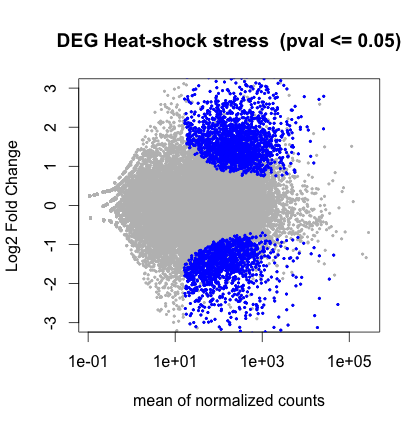 DEG Heat-shock stress  (pval <= 0.05)
Log2 Fold Change
3
2
1
0
-1
-2
-3
1e-01 1e+01 1e+03 1e+05
mean of normalized counts